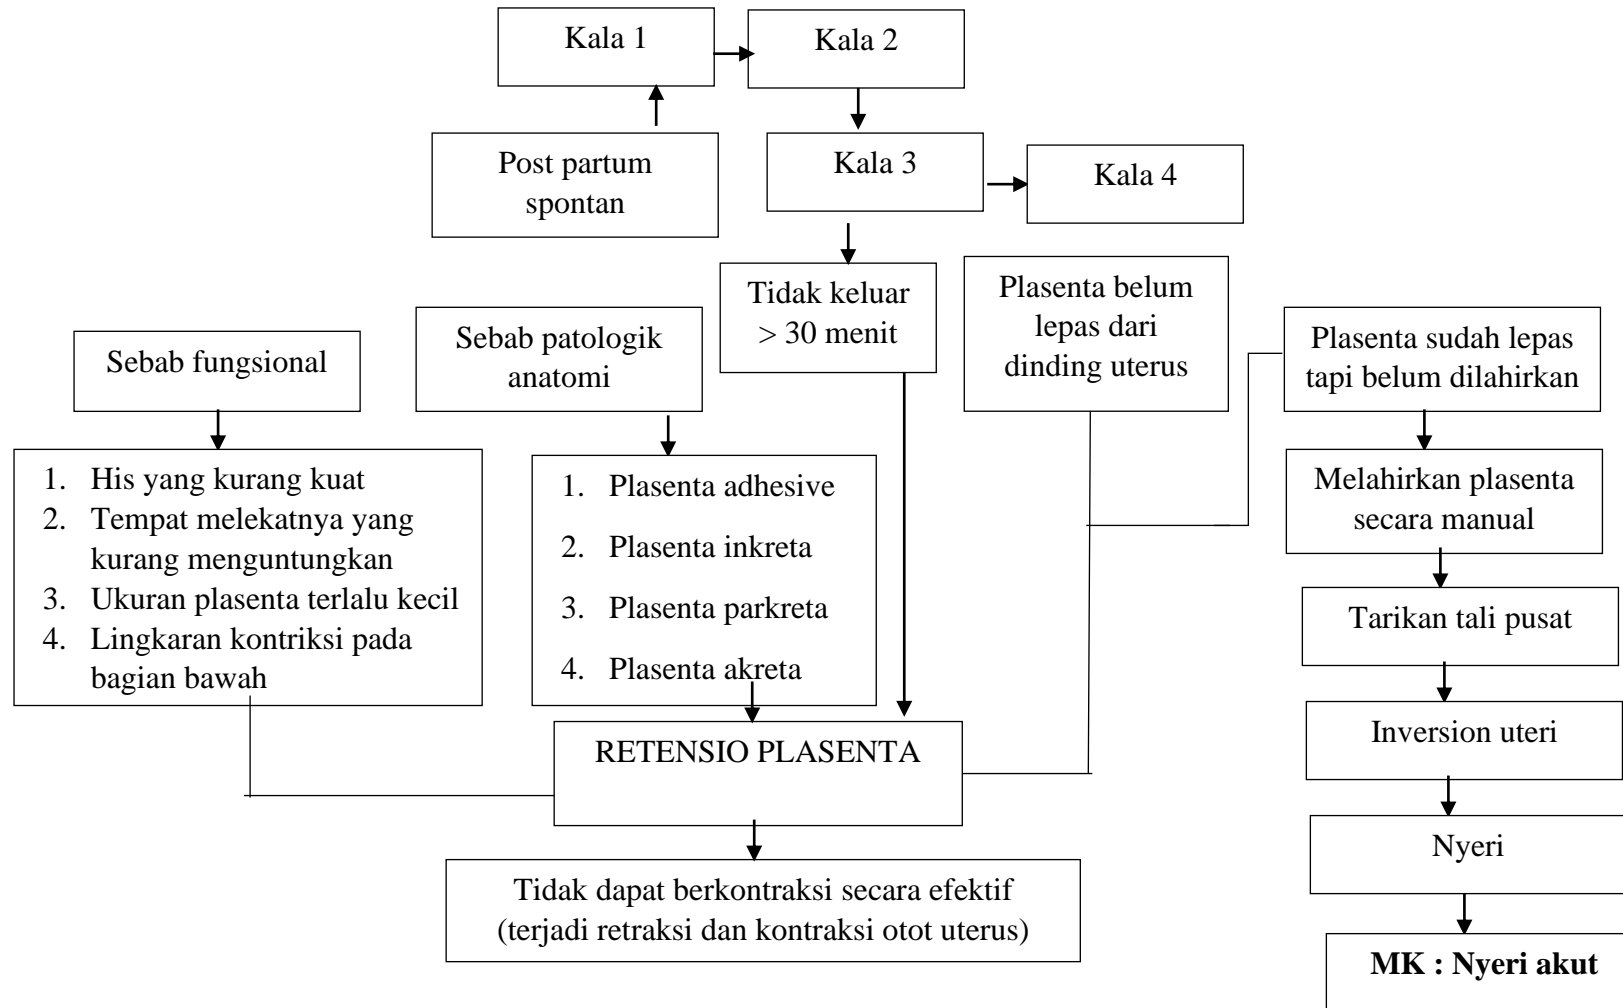 Kala 1
Kala 2
Post partum
spontan
Kala 3
Kala 4
Tidak keluar
> 30 menit
Plasenta belum
lepas dari
dinding uterus
Plasenta sudah lepas
tapi belum dilahirkan
Sebab fungsional
Sebab patologik
anatomi
1. His yang kurang kuat
2. Tempat melekatnya yang
kurang menguntungkan
3. Ukuran plasenta terlalu kecil
4. Lingkaran kontriksi pada
bagian bawah
1. Plasenta adhesive
2. Plasenta inkreta
3. Plasenta parkreta
4. Plasenta akreta
Melahirkan plasenta
secara manual
Tarikan tali pusat
Inversion uteri
Nyeri
MK : Nyeri akut
RETENSIO PLASENTA
Tidak dapat berkontraksi secara efektif
(terjadi retraksi dan kontraksi otot uterus)